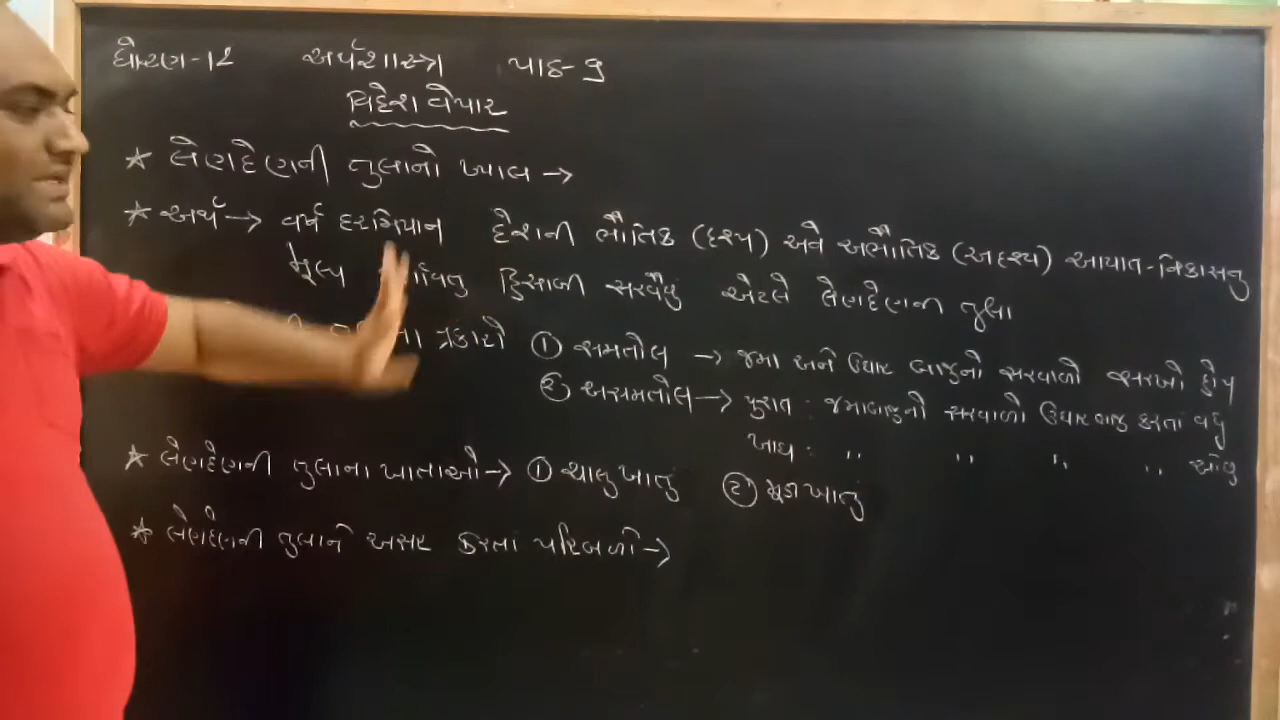 ધોરણ-12 અર્થશાસ્ત્ર પાઠ-9
વિદેશ વેપાર
* લેણદેણની તુલાનો ખ્યાલ →
* અર્થ → વર્ષ દરમિયાન દેશની ભૌતિક (દૃશ્ય) અને અભૌતિક (અદૃશ્ય) આયાત-નિકાસનુ
મૂલ્ય હિસાબી સરવૈયું એટલે લેણદેણની તુલા
પ્રકારો ① સમતોલ → જમા અને ઉધાર બાજુનો સરવાળો સરખો હોય
② અસમતોલ → પુરાંત : જમાબાજુનો સરવાળો ઉધારબાજુ કરતાં વધુ
ખાધ : ,, ,, ,, ,, ઓછુ
* લેણદેણની તુલાના ખાતાઓ → ① ચાલુ ખાતું ② મૂડી ખાતું
* લેણદેણની તુલાને અસર કરતાં પરિબળો →